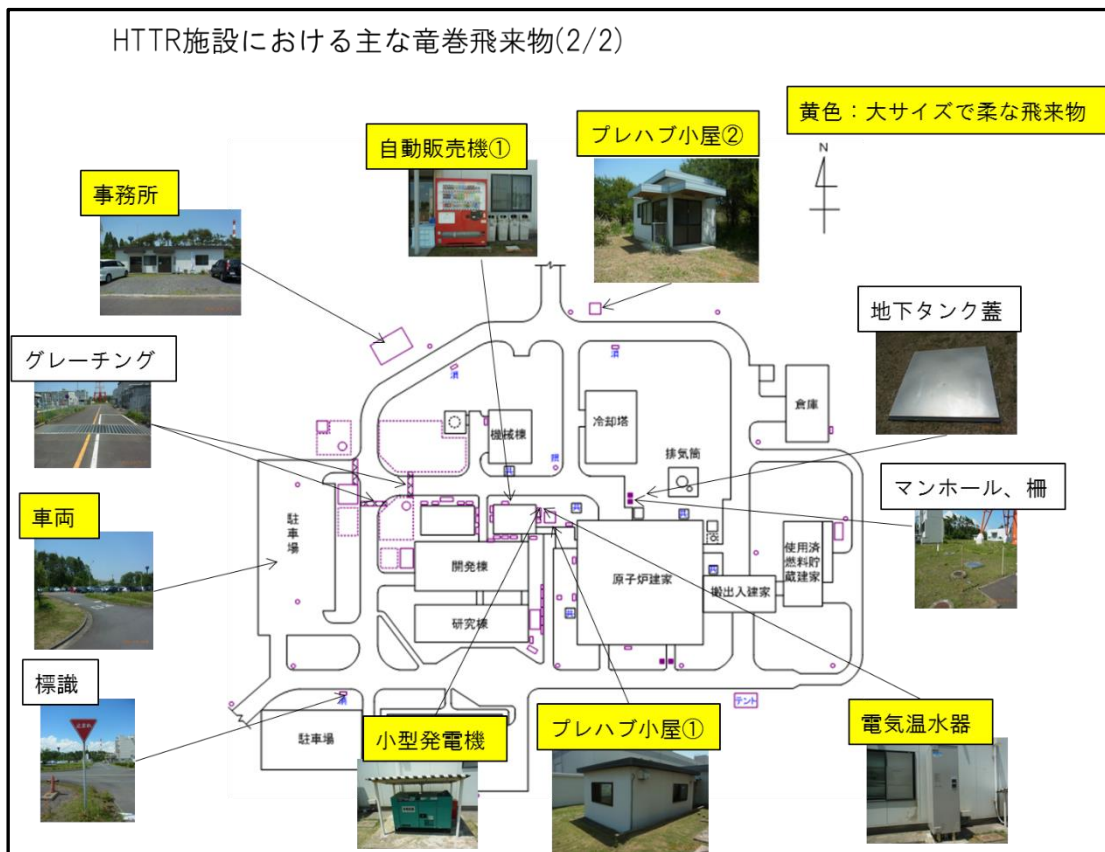 HTTR施設における主な竜巻飛来物(2/2)
黄色：大サイズで柔な飛来物
自動販売機①
プレハブ小屋②
N
事務所
地下タンク蓋
グレーチング
倉庫
機械棟
冷却塔
排気筒
マンホール、柵
車両
駐車場
開発棟
原子炉建家
搬出入建家
使用済
燃料貯
蔵建家
研究棟
標識
駐車場
テント
小型発電機
プレハブ小屋①
電気温水器